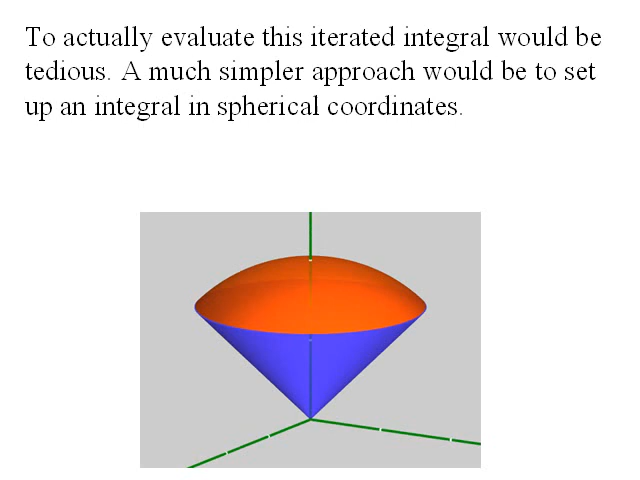 To actually evaluate this iterated integral would be
tedious. A much simpler approach would be to set
up an integral in spherical coordinates.